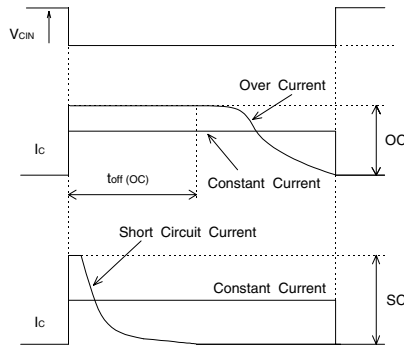 VCIN
Over Current
IC
OC
toff (OC)
Constant Current
Short Circuit Current
Constant Current
SC
IC